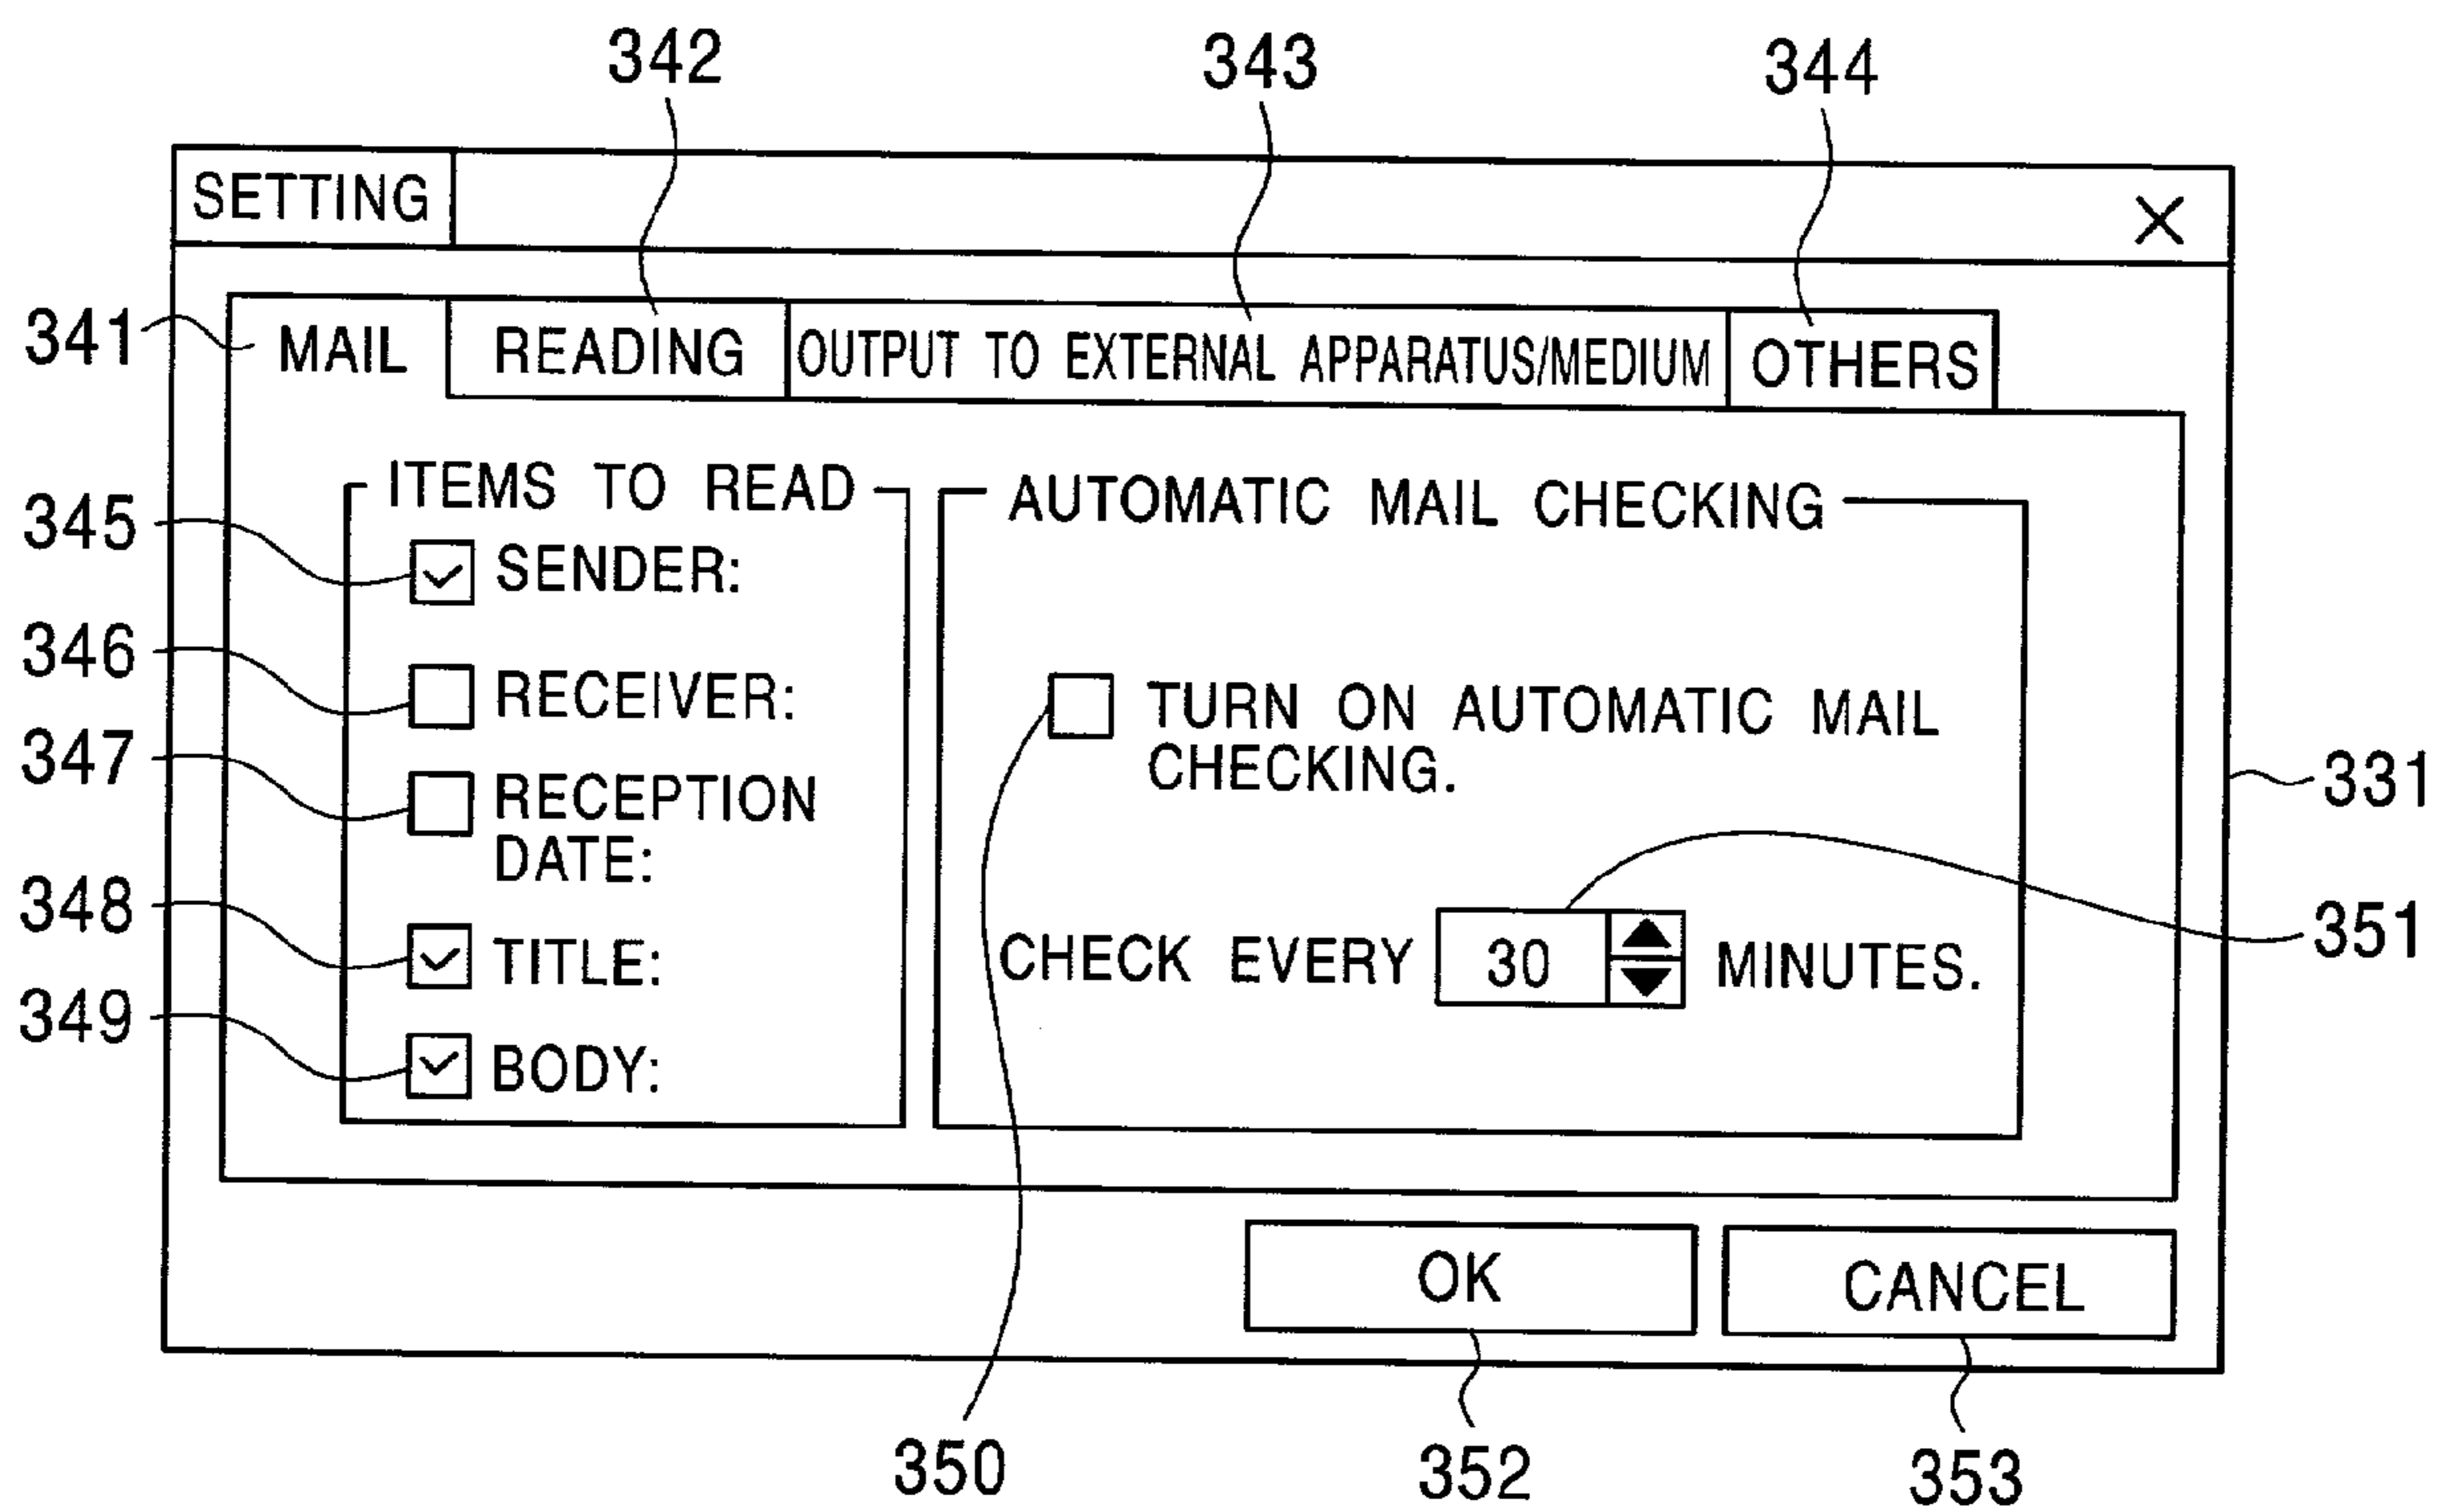 342 343 344
SETTING X
341 MAIL READING OUTPUT TO EXTERNAL APPARATUS/MEDIUM OTHERS
ITEMS TO READ
345 SENDER:
346 RECEIVER:
347 RECEPTION
DATE:
348 TITLE:
349 BODY:
AUTOMATIC MAIL CHECKING
TURN ON AUTOMATIC MAIL
CHECKING.
331
CHECK EVERY 30 MINUTES.
351
OK CANCEL
350 352 353